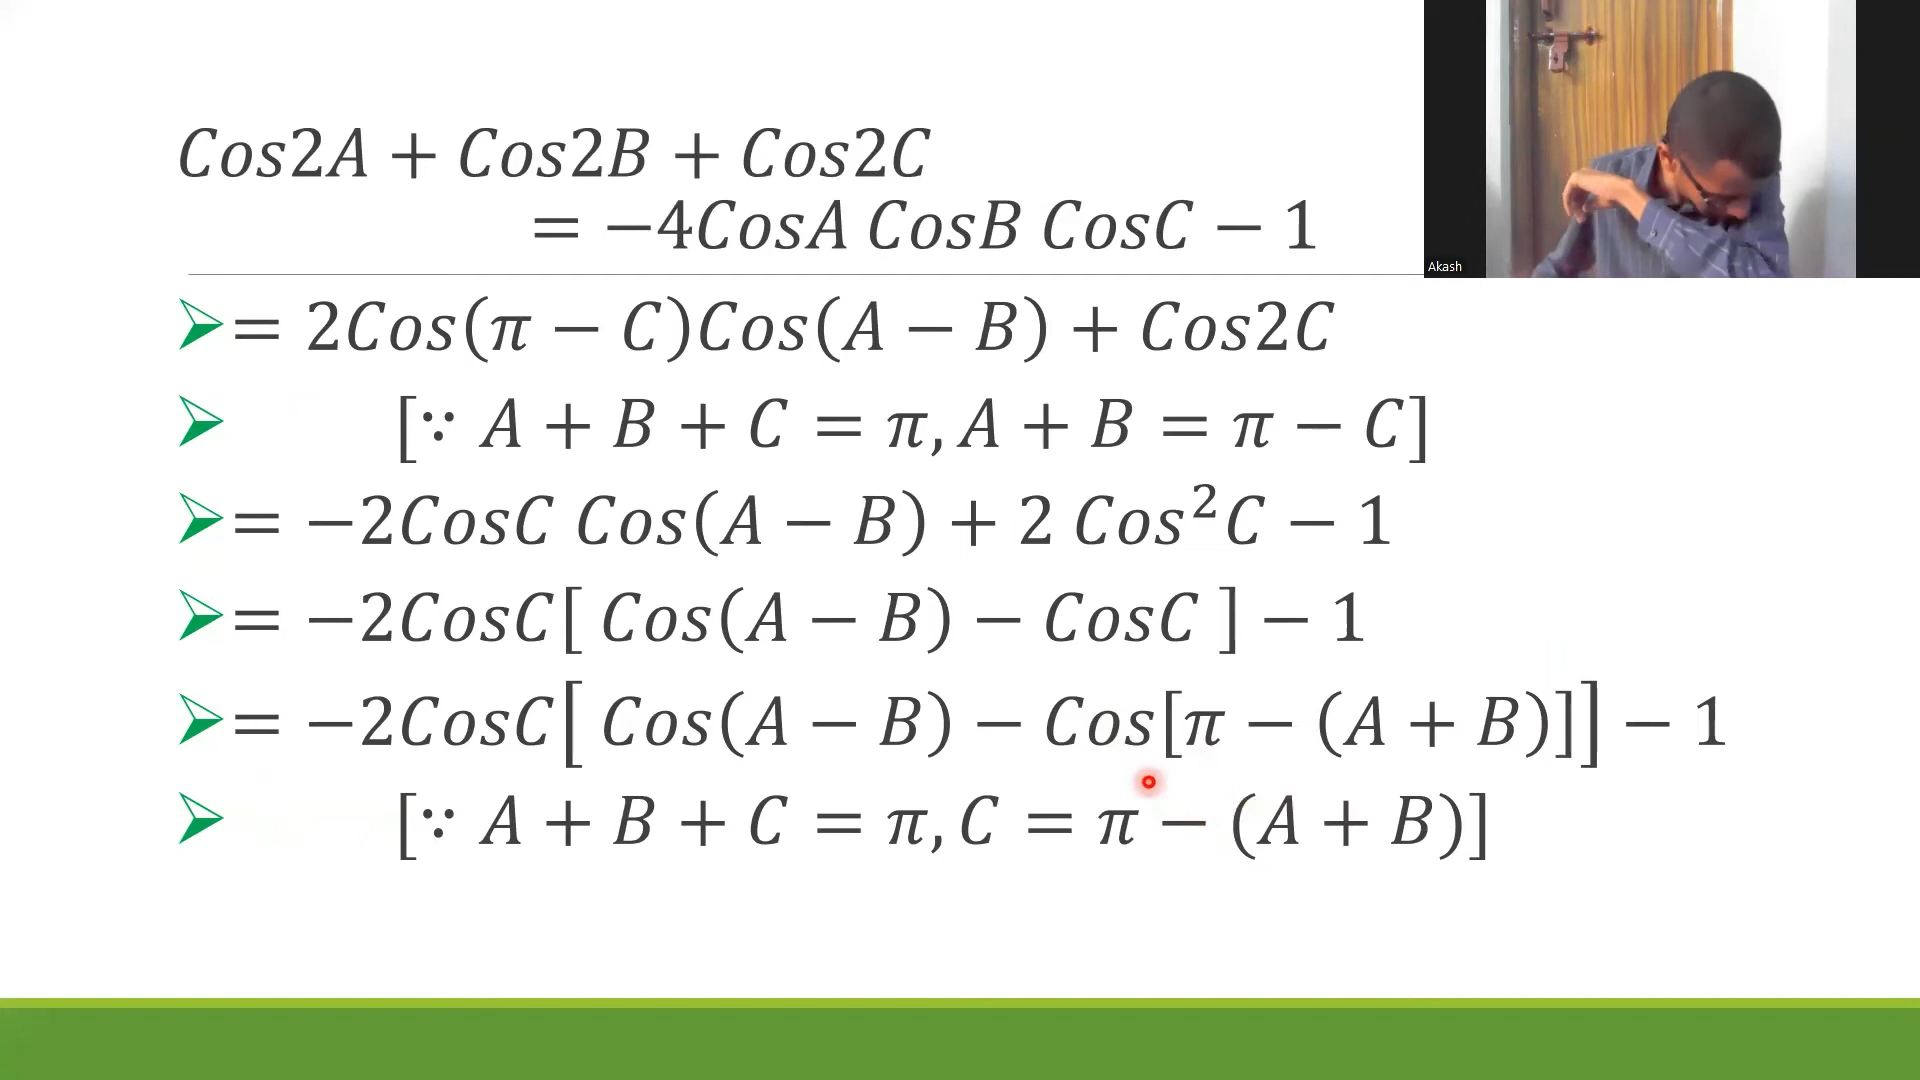 Cos2A + Cos2B + Cos2C
= −4CosA CosB CosC − 1
Akash
= 2Cos(π − C)Cos(A − B) + Cos2C
[∵ A + B + C = π, A + B = π − C]
= −2CosC Cos(A − B) + 2 Cos²C − 1
= −2CosC[ Cos(A − B) − CosC ] − 1
= −2CosC[ Cos(A − B) − Cos[π − (A + B)]] − 1
[∵ A + B + C = π, C = π − (A + B)]